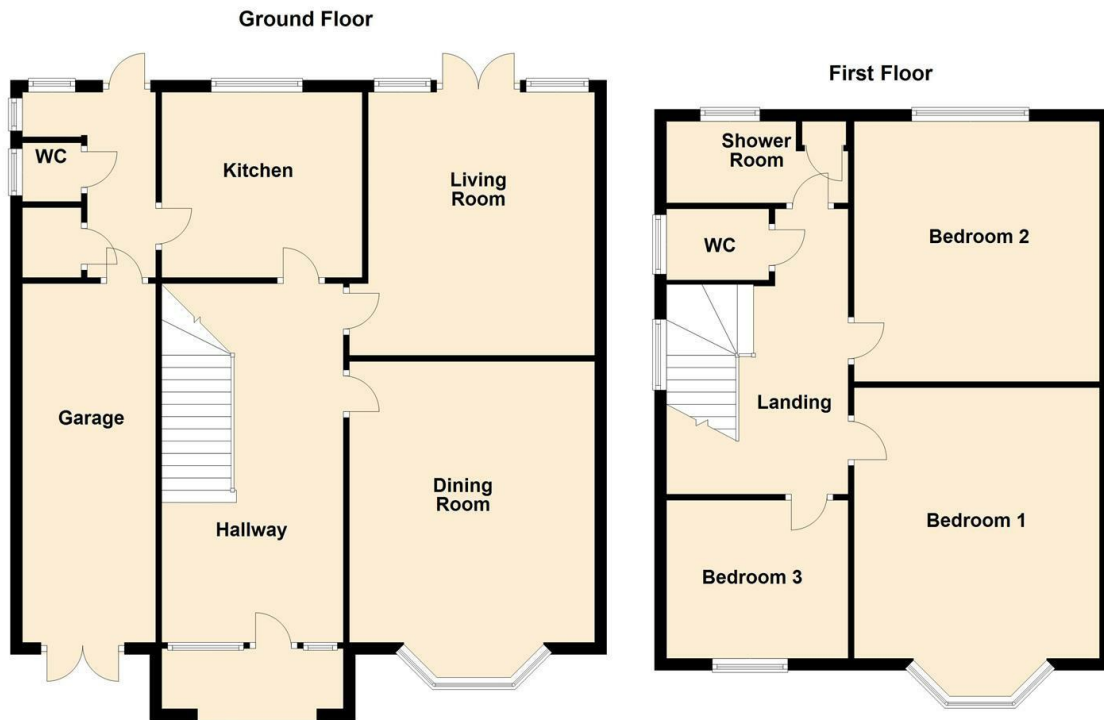 Ground Floor
WC
Kitchen
Living
Room
Garage
Dining
Room
Hallway
First Floor
Shower
Room
WC
Bedroom 2
Landing
Bedroom 1
Bedroom 3